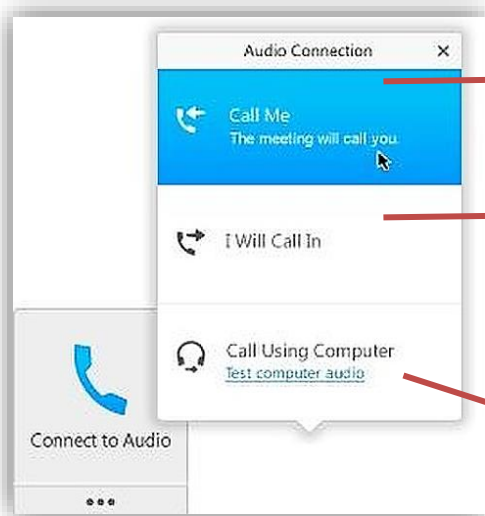 Audio Connection
Call Me
The meeting will call you.
I Will Call In
Call Using Computer
Test computer audio
Connect to Audio